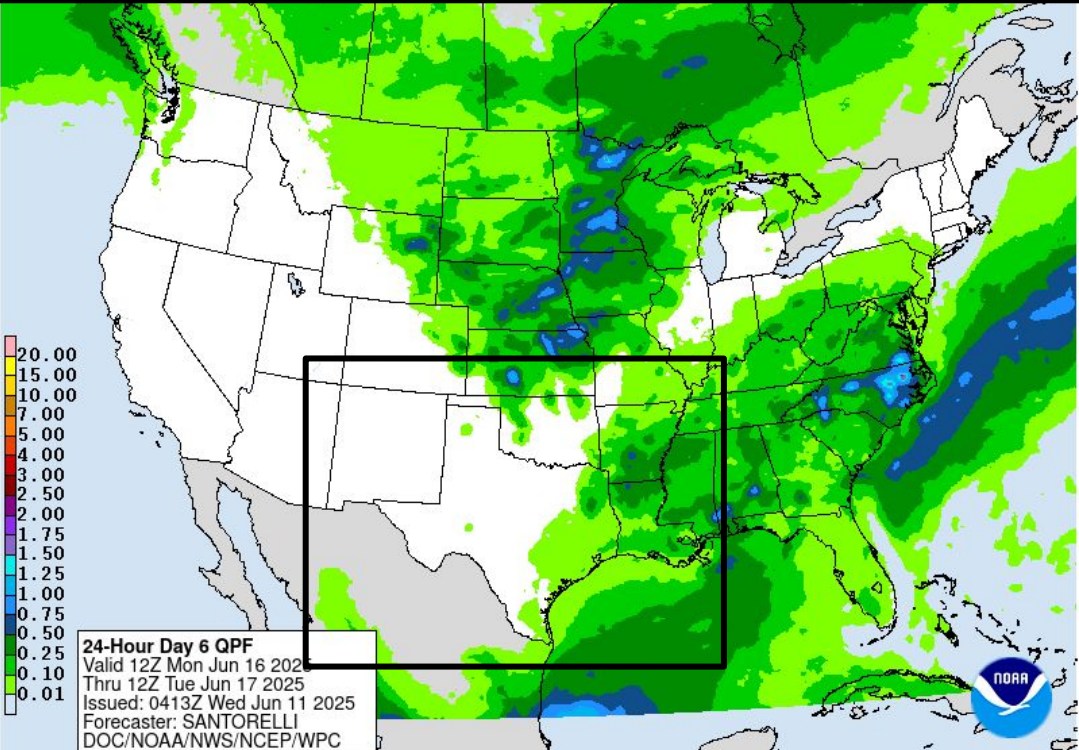 20.00
15.00
10.00
7.00
5.00
4.00
3.00
2.50
2.00
1.75
1.50
1.25
1.00
0.75
0.50
0.25
0.10
0.01
24-Hour Day 6 QPF
Valid 12Z Mon Jun 16 2025
Thru 12Z Tue Jun 17 2025
Issued: 0413Z Wed Jun 11 2025
Forecaster: SANTORELLI
DOC/NOAA/NWS/NCEP/WPC
NOAA